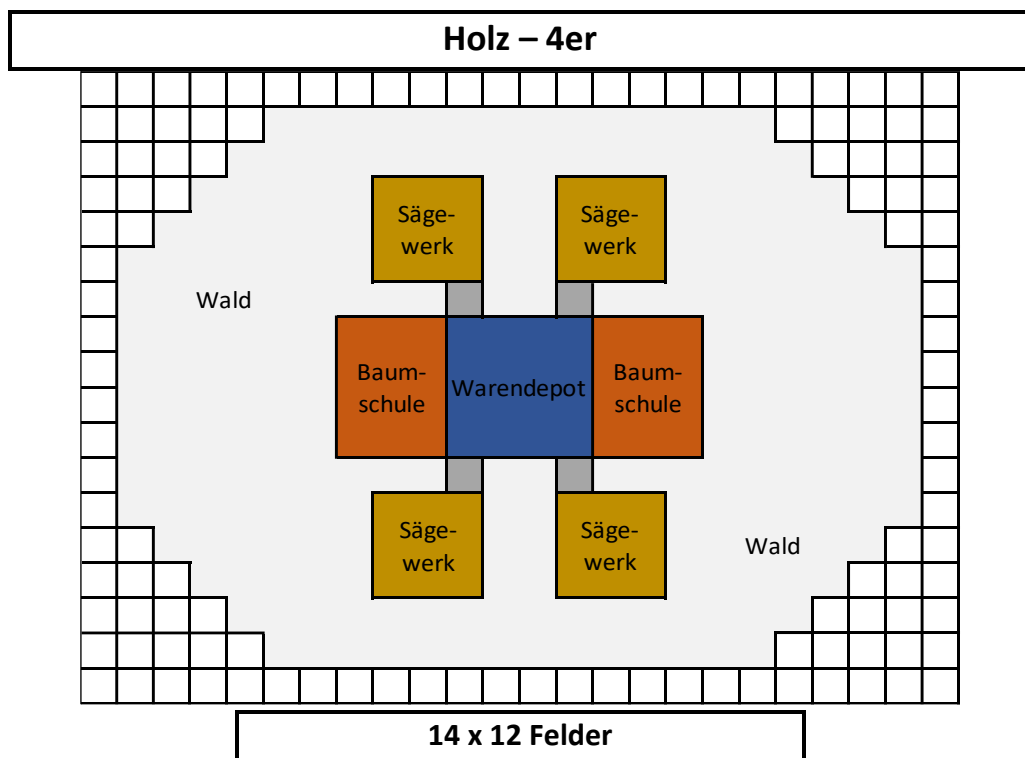 Holz – 4er
Säge-
werk
Säge-
werk
Wald
Baum-
schule
Warendepot
Baum-
schule
Säge-
werk
Säge-
werk
Wald
14 x 12 Felder